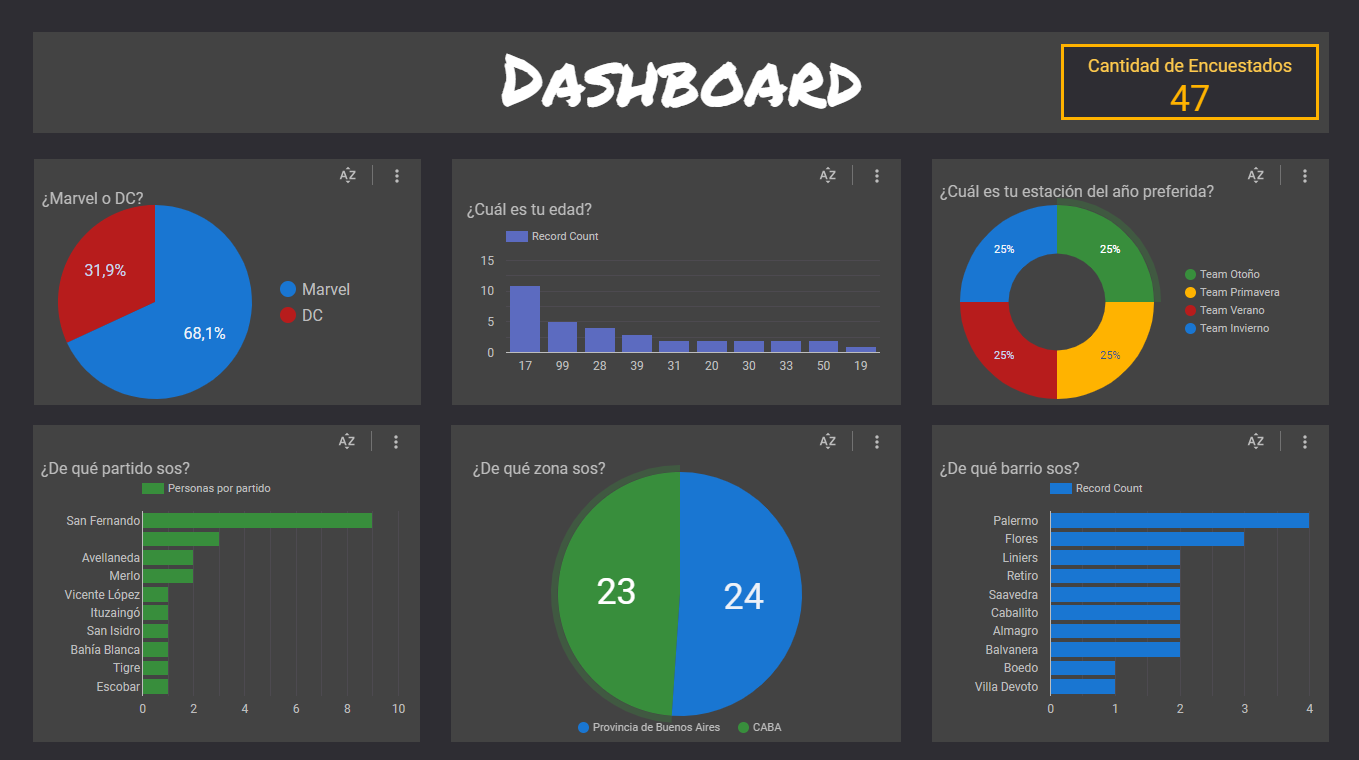 DASHBOARD
Cantidad de Encuestados
47
¿Marvel o DC?
31,9%
68,1%
Marvel
DC
¿Cuál es tu edad?
Record Count
15
10
5
0
17 99 28 39 31 20 30 33 50 19
¿Cuál es tu estación del año preferida?
25% 25%
25% 25%
Team Otoño
Team Primavera
Team Verano
Team Invierno
¿De qué partido sos?
Personas por partido
San Fernando
Avellaneda
Merlo
Vicente López
Ituzaingó
San Isidro
Bahía Blanca
Tigre
Escobar
0 2 4 6 8 10
¿De qué zona sos?
23 24
Provincia de Buenos Aires CABA
¿De qué barrio sos?
Record Count
Palermo
Flores
Liniers
Retiro
Saavedra
Caballito
Almagro
Balvanera
Boedo
Villa Devoto
0 1 2 3 4